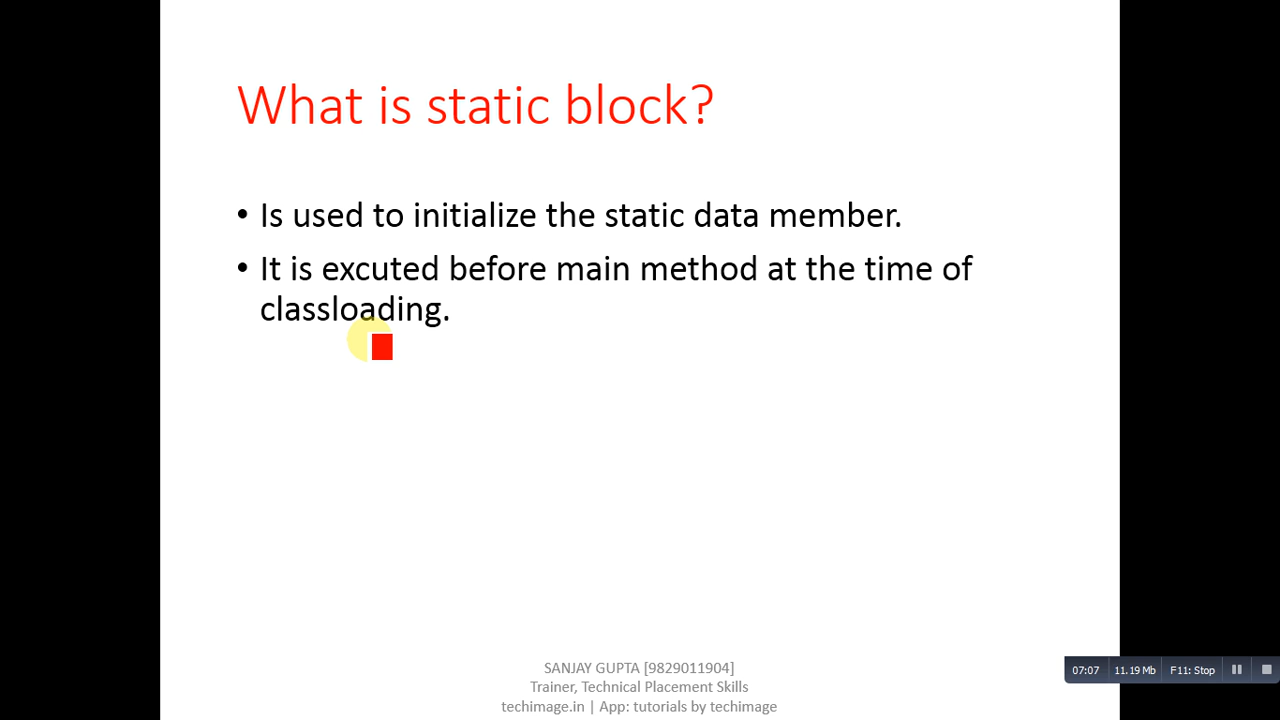 What is static block?
• Is used to initialize the static data member.
• It is excuted before main method at the time of
classloading.
SANJAY GUPTA [9829011904]
Trainer, Technical Placement Skills
techimage.in | App: tutorials by techimage
07:07 11.19 Mb F11: Stop